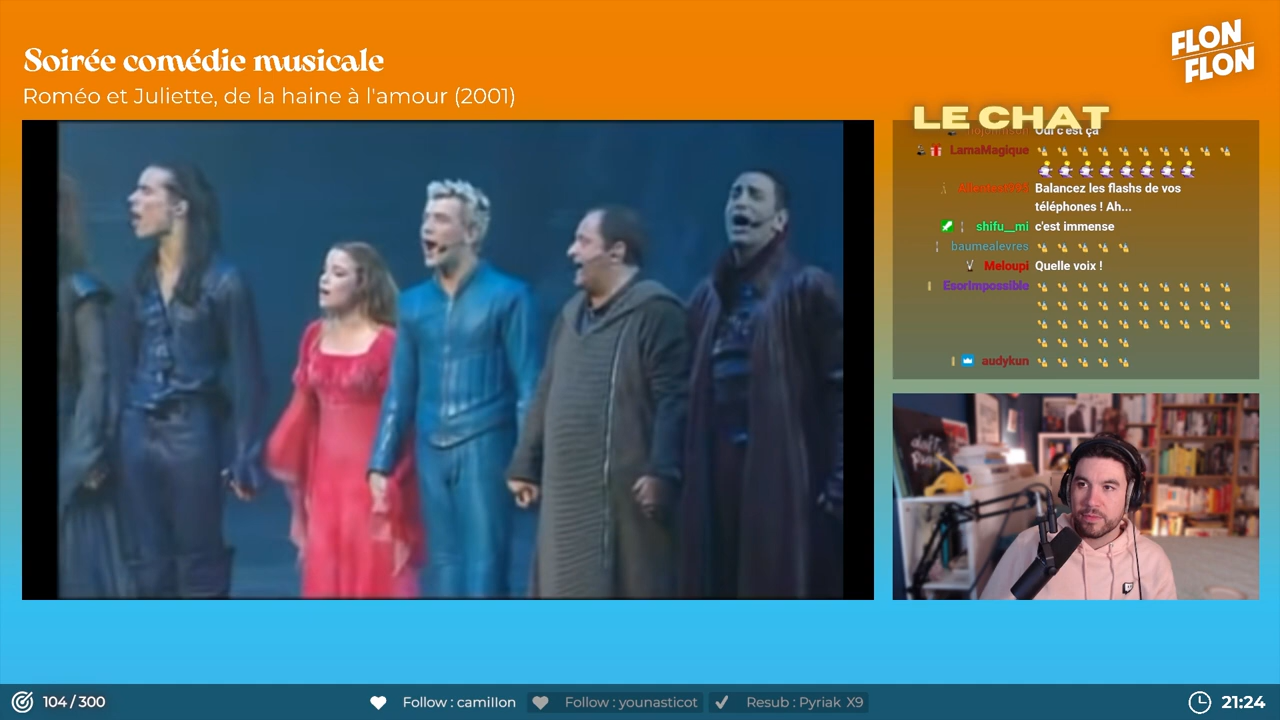 Soirée comédie musicale
Roméo et Juliette, de la haine à l'amour (2001)
FLON
FLON
LE CHAT
Oui c'est ça
LamaMagique
Balancez les flashs de vos
téléphones ! Ah...
shifu__mi c'est immense
baumealevres
Meloupi Quelle voix !
EsorImpossible
audykun
104 / 300
Follow : camiIIon
Follow : younasticot
Resub : Pyriak X9
21:24